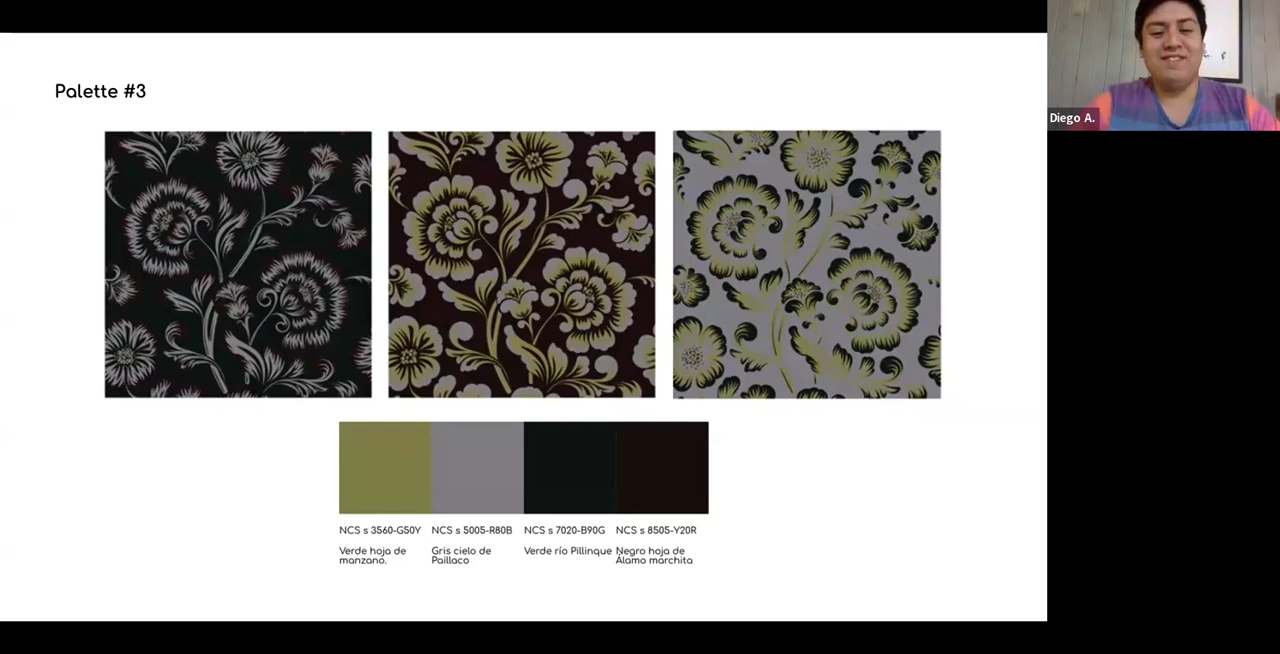 Palette #3
Diego A.
NCS s 3560-G50Y
NCS s 5005-R80B
NCS s 7020-B90G
NCS s 8505-Y20R
Verde hoja de
manzano.
Gris cielo de
Paillaco
Verde río Pillinque
Negro hoja de
Álamo marchita